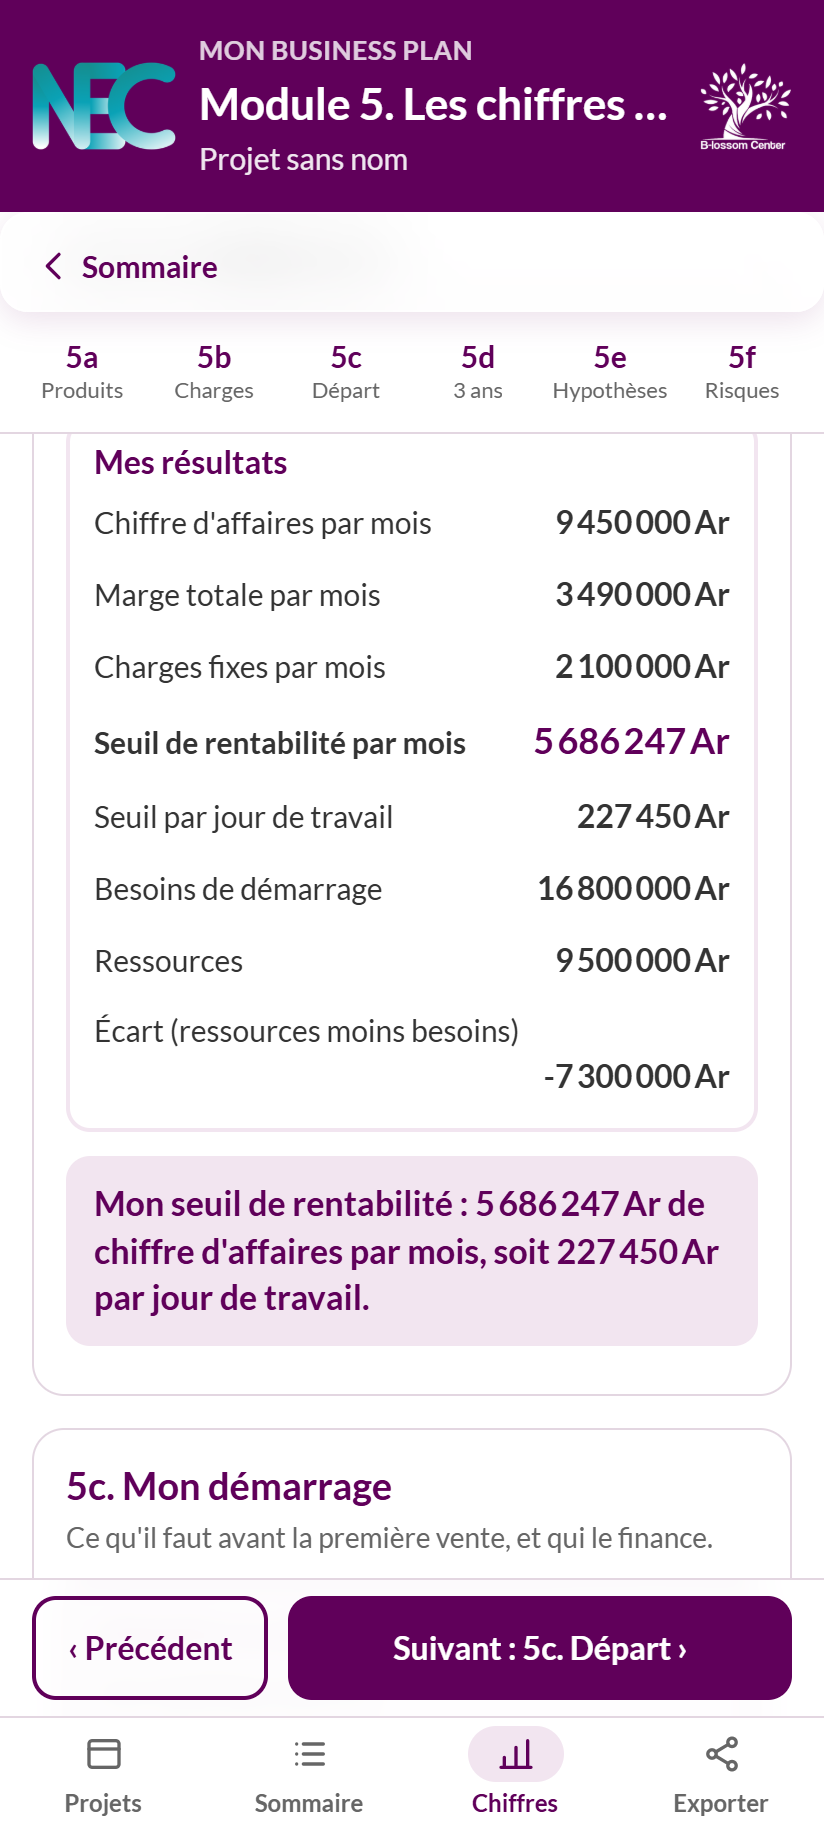 NEC
MON BUSINESS PLAN
Module 5. Les chiffres ...
Projet sans nom
B-lossom Center
Sommaire
5a
Produits
5b
Charges
5c
Départ
5d
3 ans
5e
Hypothèses
5f
Risques
Mes résultats
Chiffre d'affaires par mois 9 450 000 Ar
Marge totale par mois 3 490 000 Ar
Charges fixes par mois 2 100 000 Ar
Seuil de rentabilité par mois 5 686 247 Ar
Seuil par jour de travail 227 450 Ar
Besoins de démarrage 16 800 000 Ar
Ressources 9 500 000 Ar
Écart (ressources moins besoins)
-7 300 000 Ar
Mon seuil de rentabilité : 5 686 247 Ar de
chiffre d'affaires par mois, soit 227 450 Ar
par jour de travail.
5c. Mon démarrage
Ce qu'il faut avant la première vente, et qui le finance.
‹ Précédent
Suivant : 5c. Départ ›
Projets
Sommaire
Chiffres
Exporter